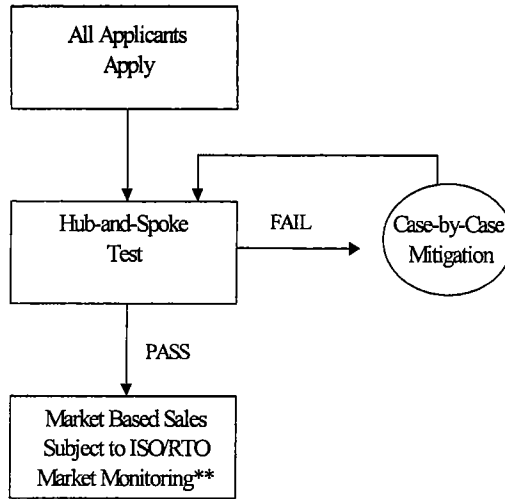 All Applicants
Apply
Hub-and-Spoke
Test
FAIL
Case-by-Case
Mitigation
PASS
Market Based Sales
Subject to ISO/RTO
Market Monitoring**